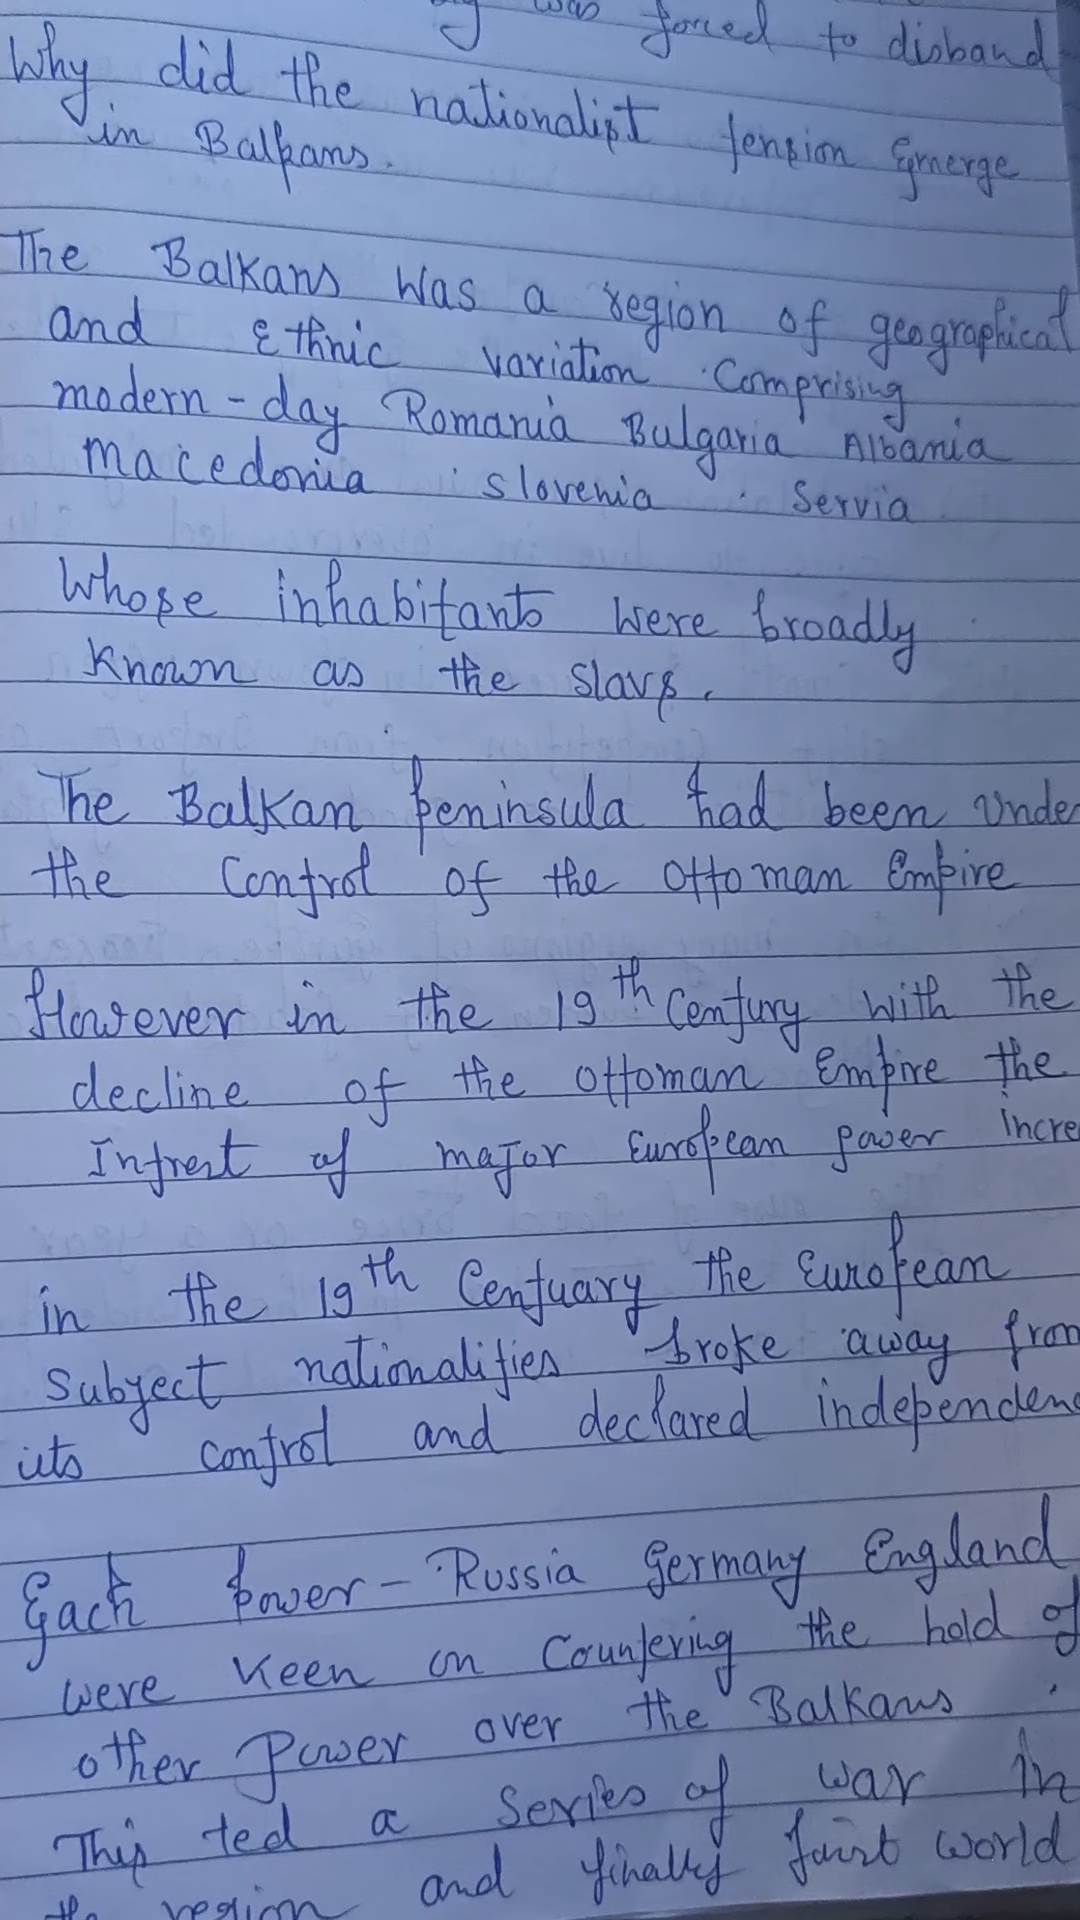 was forced to disband
Why did the nationalist tension Emerge
in Balkans.
The Balkans was a region of geographical
and Ethnic variation Comprising
modern-day Romania Bulgaria Albania
macedonia slovenia Servia
Whose inhabitants were broadly
known as the slavs.
The Balkan peninsula had been under
the Control of the Ottoman Empire
However in the 19th Century with the
decline of the Ottoman Empire the
Intrest of major European power incre
in the 19th Centuary the European
subject nationalities broke away from
its control and declared independenc
Each power - Russia Germany England
were keen on Countering the hold of
other power over the Balkans.
This led a series of war in
the region and finally first world